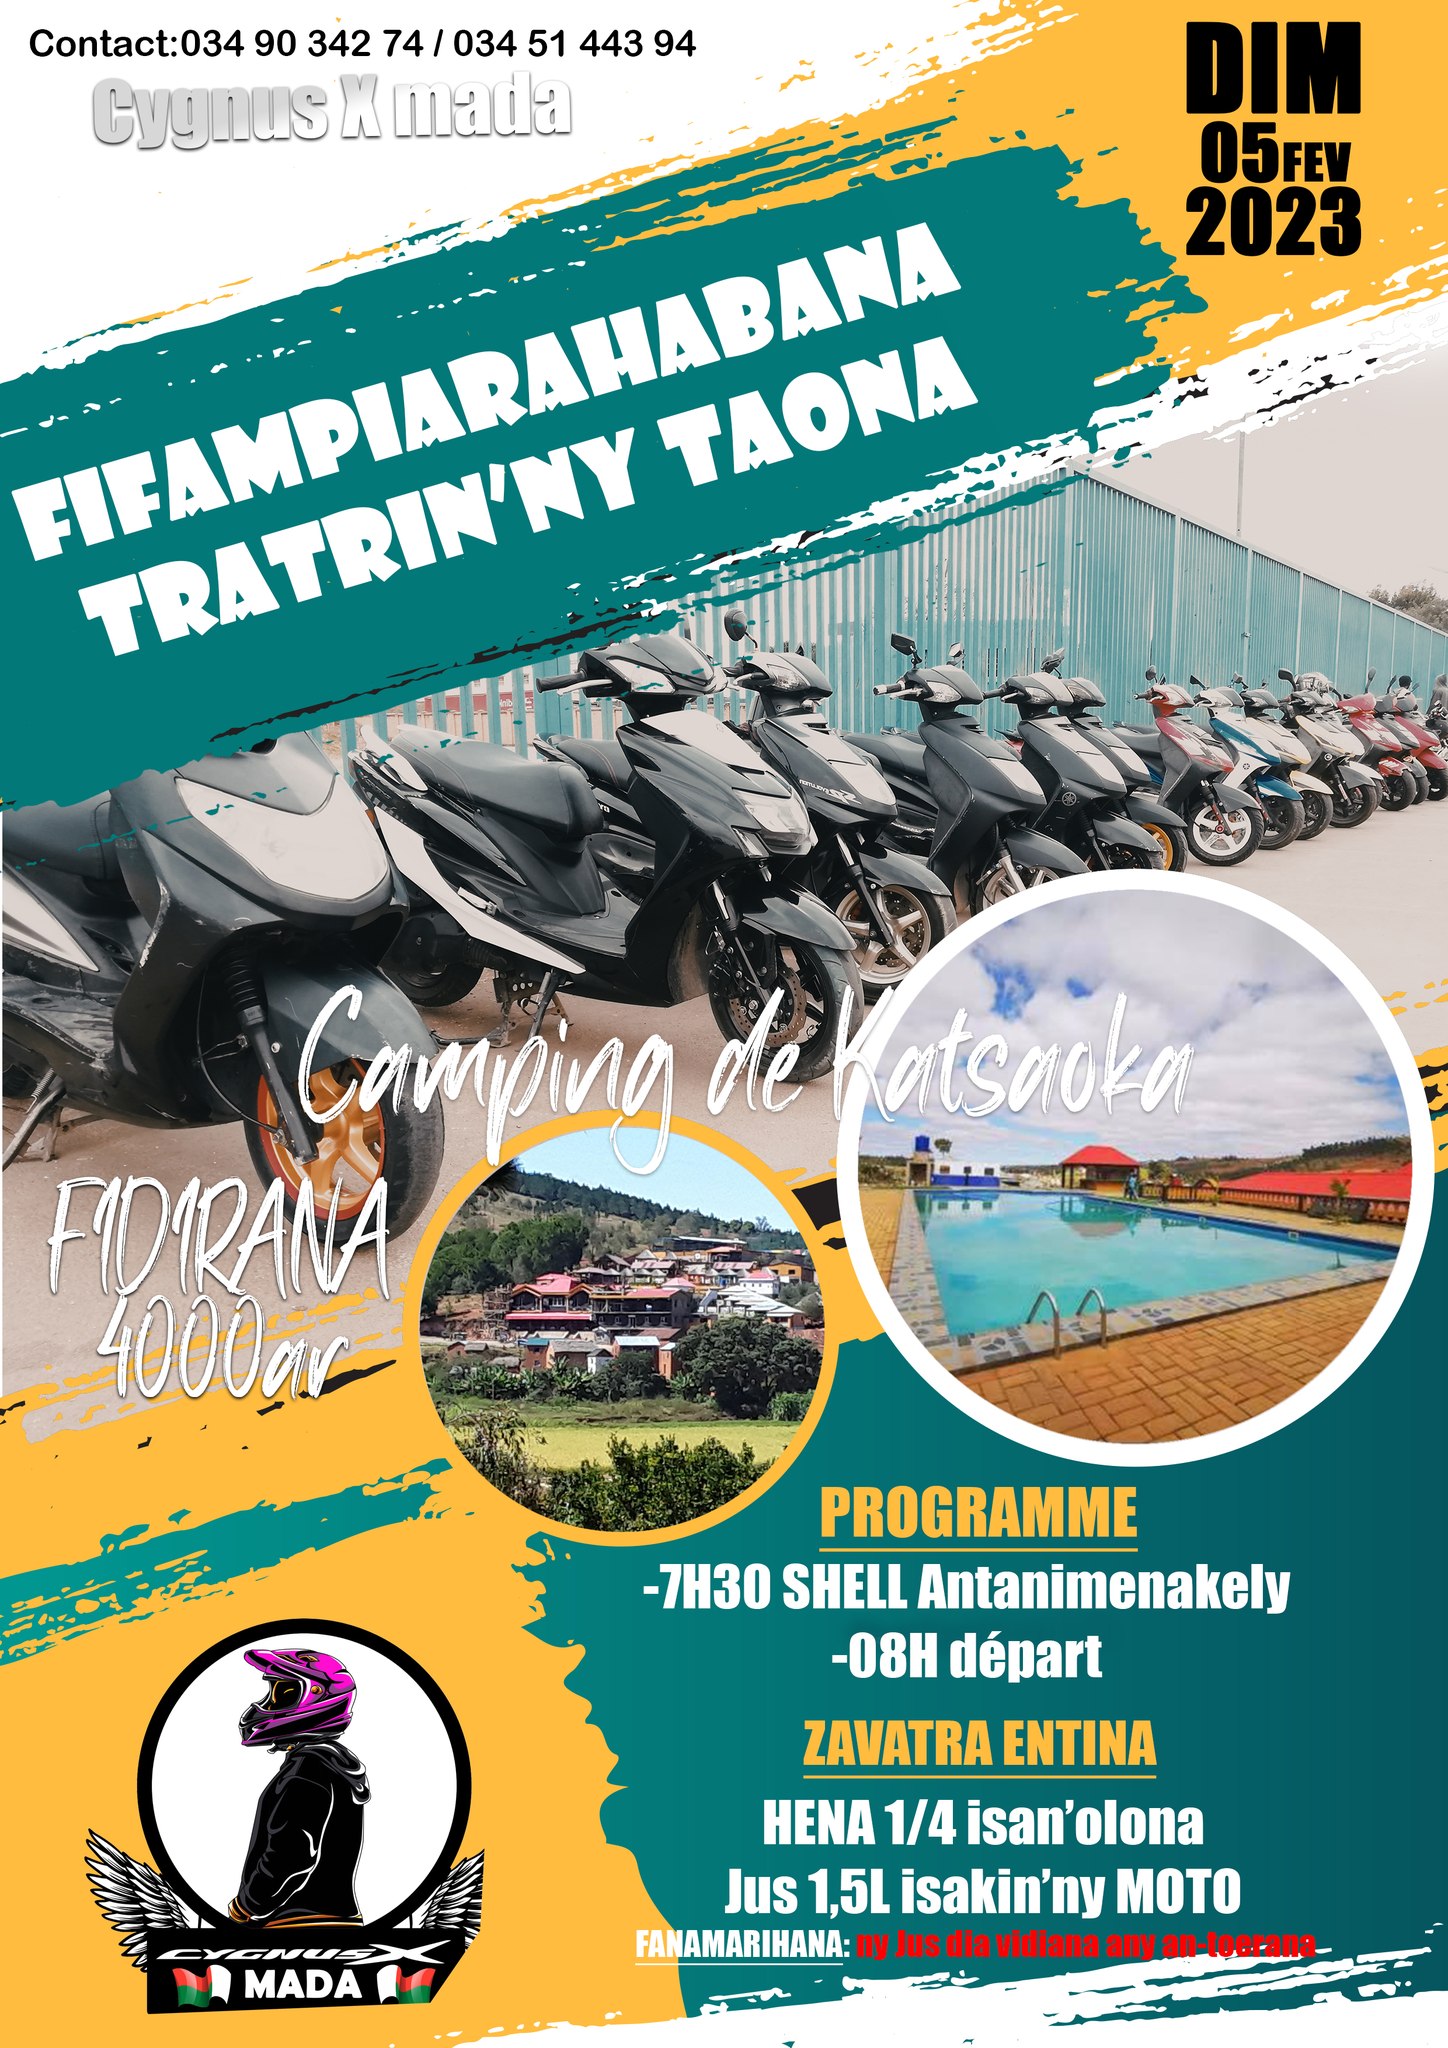 Contact:034 90 342 74 / 034 51 443 94
Cygnus X mada
DIM
05FEV
2023
FIFAMPIARAHABANA
TRATRIN'NY TAONA
Camping de Katsaoka
FIDIRANA
4000ar
PROGRAMME
-7H30 SHELL Antanimenakely
-08H départ
ZAVATRA ENTINA
HENA 1/4 isan'olona
Jus 1,5L isakin'ny MOTO
FANAMARIHANA: ny Jus dia vidiana any an-toerana
CYGNUS X
MADA